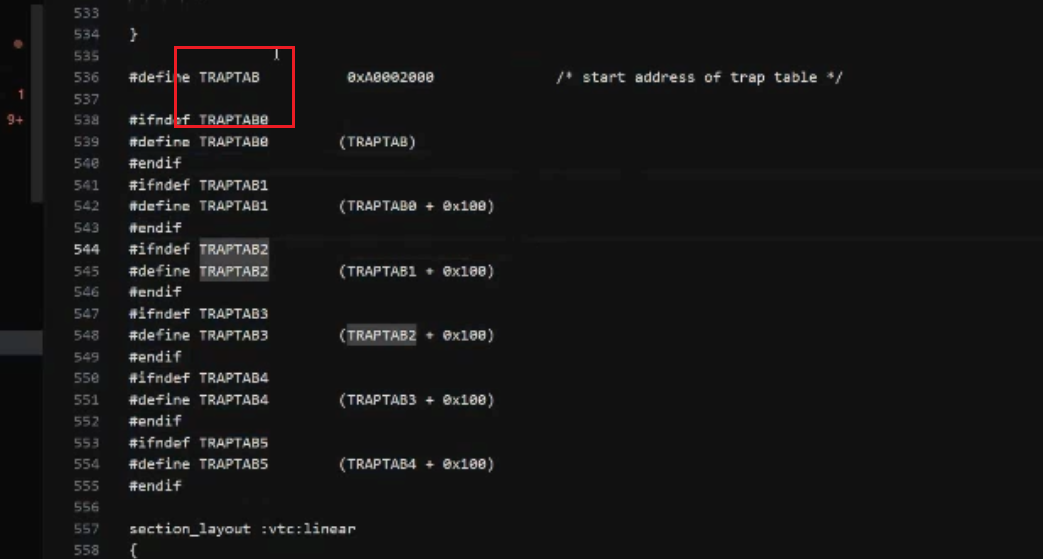 533
534 }
535
536 #define TRAPTAB 0xA0002000 /* start address of trap table */
537
538 #ifndef TRAPTAB0
539 #define TRAPTAB0 (TRAPTAB)
540 #endif
541 #ifndef TRAPTAB1
542 #define TRAPTAB1 (TRAPTAB0 + 0x100)
543 #endif
544 #ifndef TRAPTAB2
545 #define TRAPTAB2 (TRAPTAB1 + 0x100)
546 #endif
547 #ifndef TRAPTAB3
1
9+
548 #define TRAPTAB3 (TRAPTAB2 + 0x100)
549 #endif
550 #ifndef TRAPTAB4
551 #define TRAPTAB4 (TRAPTAB3 + 0x100)
552 #endif
553 #ifndef TRAPTAB5
554 #define TRAPTAB5 (TRAPTAB4 + 0x100)
555 #endif
556
557 section_layout :vtc:linear
558 {